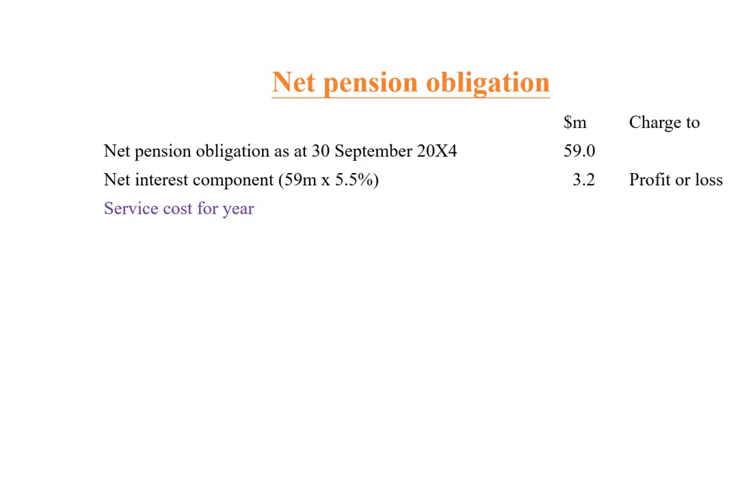 Net pension obligation
$m Charge to
Net pension obligation as at 30 September 20X4 59.0
Net interest component (59m x 5.5%) 3.2 Profit or loss
Service cost for year